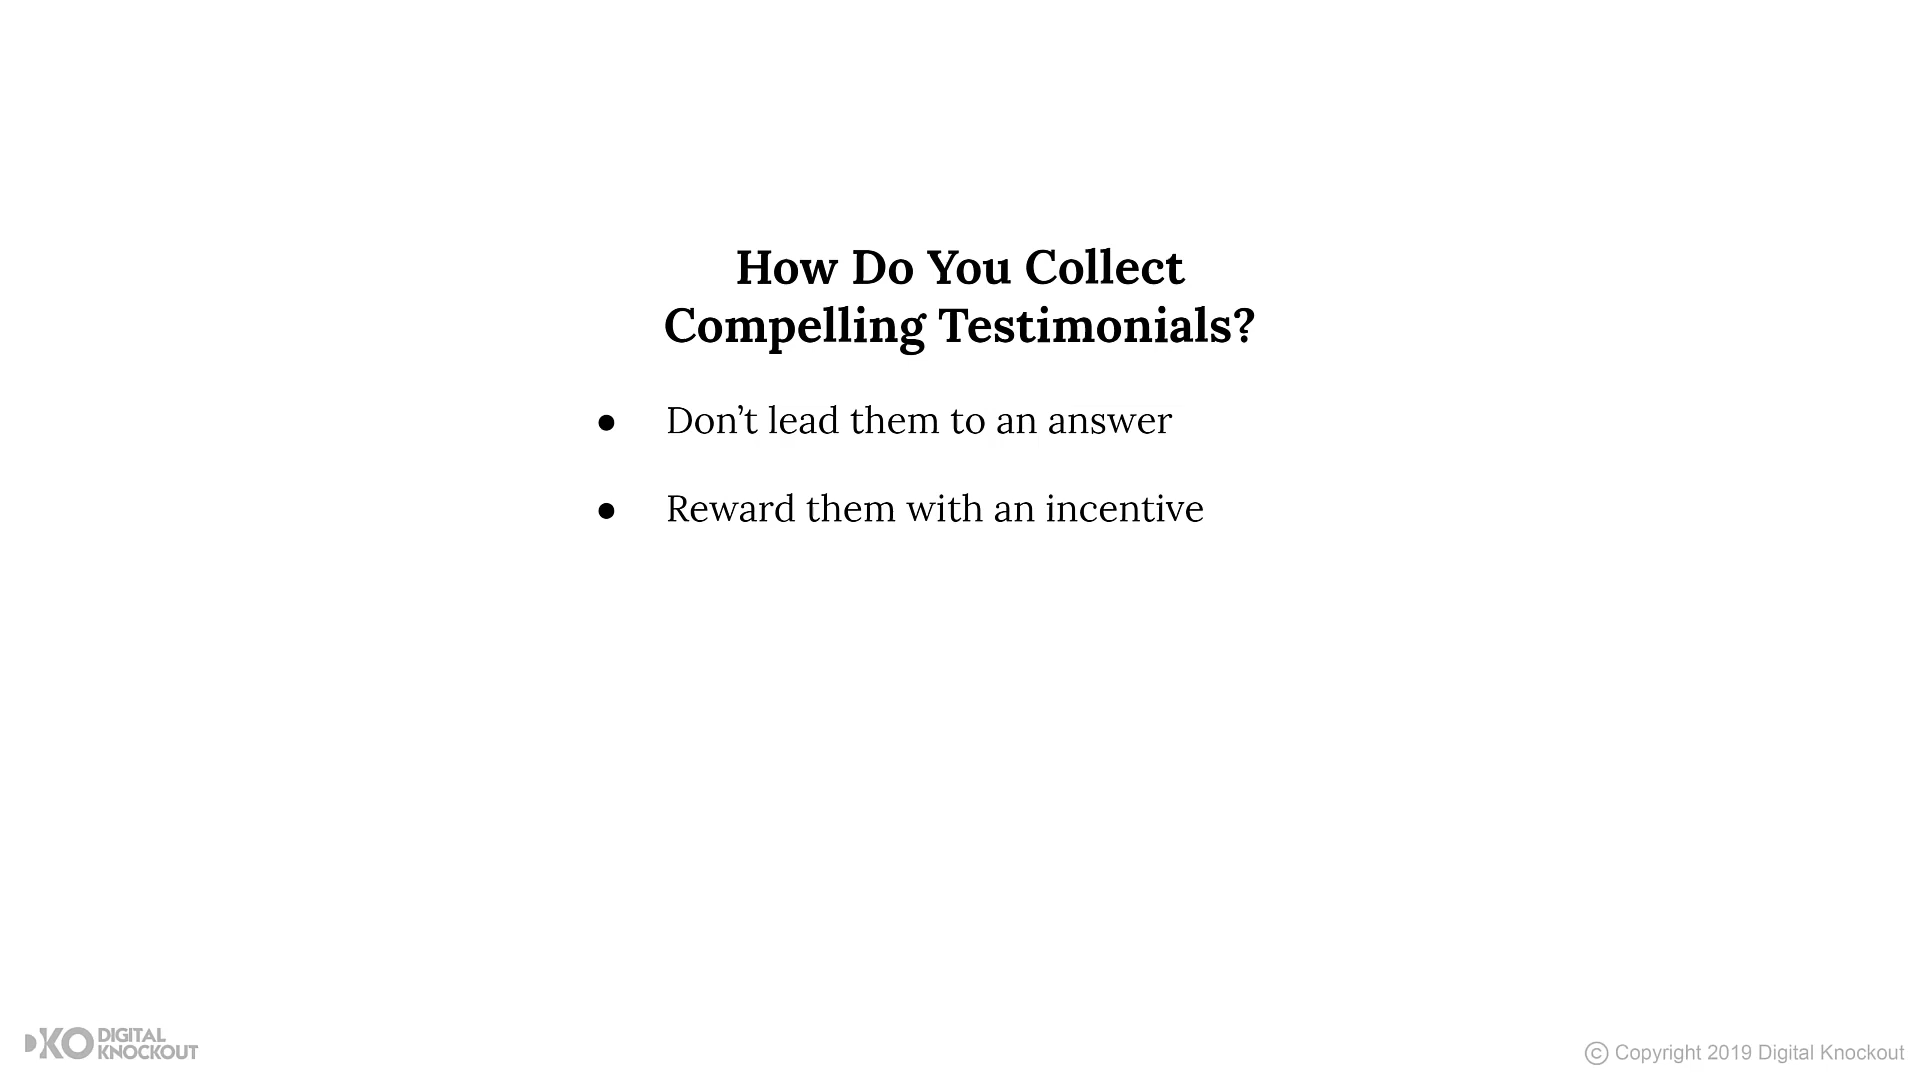 How Do You Collect
Compelling Testimonials?
● Don’t lead them to an answer
● Reward them with an incentive
DKO DIGITAL
KNOCKOUT
© Copyright 2019 Digital Knockout